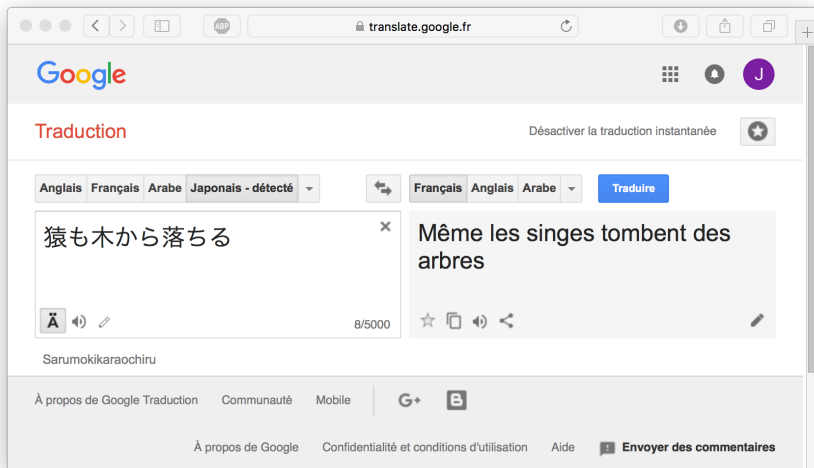 ABP translate.google.fr
Google J
Traduction Désactiver la traduction instantanée
Anglais Français Arabe Japonais - détecté Français Anglais Arabe Traduire
猿も木から落ちる
Même les singes tombent des
arbres
Ä 8/5000
Sarumokikaraochiru
À propos de Google Traduction Communauté Mobile G+ B
À propos de Google Confidentialité et conditions d'utilisation Aide Envoyer des commentaires